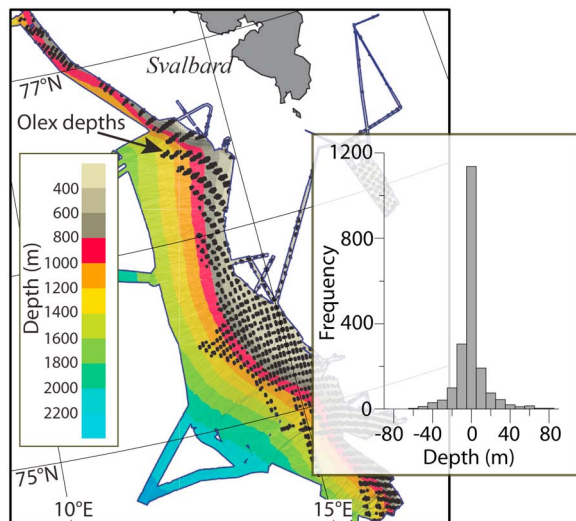 Svalbard
77°N
Olex depths
Depth (m)
400
600
800
1000
1200
1400
1600
1800
2000
2200
75°N
10°E
15°E
Frequency
1200
800
400
0
-80
-40
0
40
80
Depth (m)